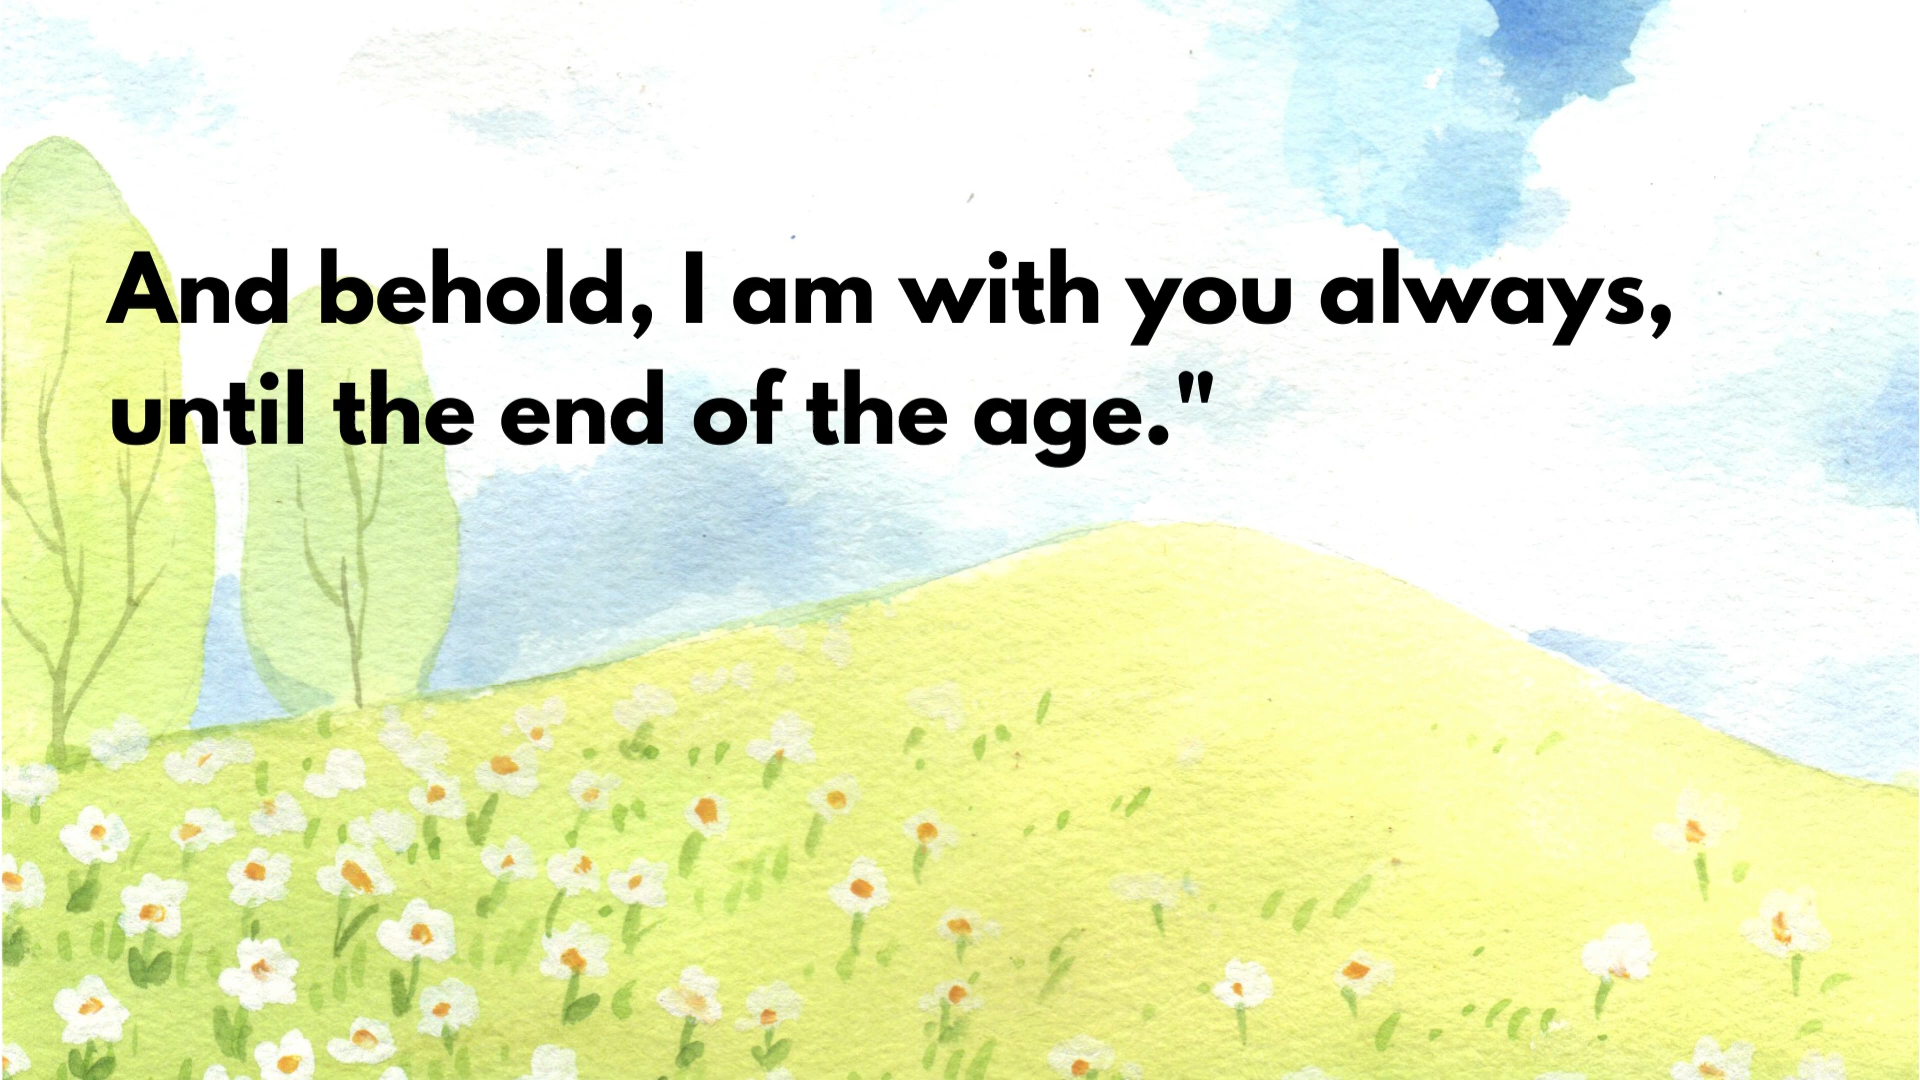 And behold, I am with you always,
until the end of the age."